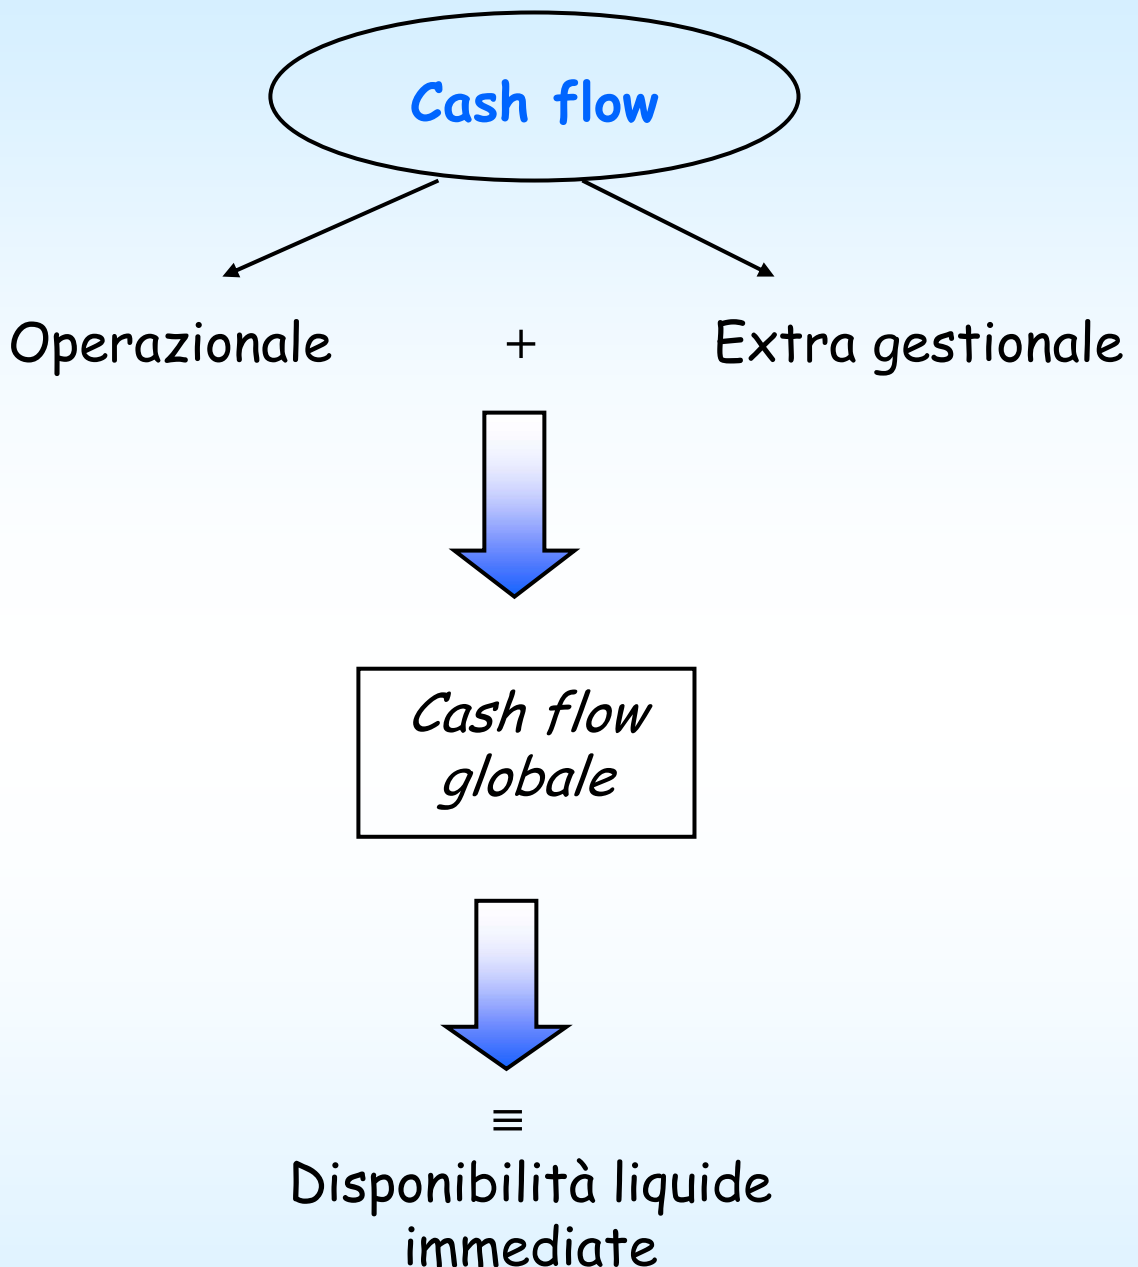 Cash flow
Operazionale + Extra gestionale
Cash flow
globale
≡
Disponibilità liquide
immediate